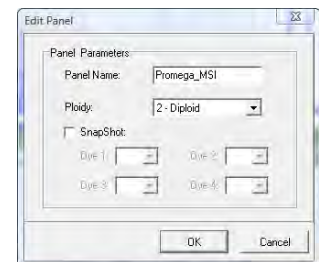 Edit Panel
Panel Parameters
Panel Name: Promega_MSI
Ploidy: 2 - Diploid
SnapShot:
Dye 1: Dye 2:
Dye 3: Dye 4:
OK Cancel